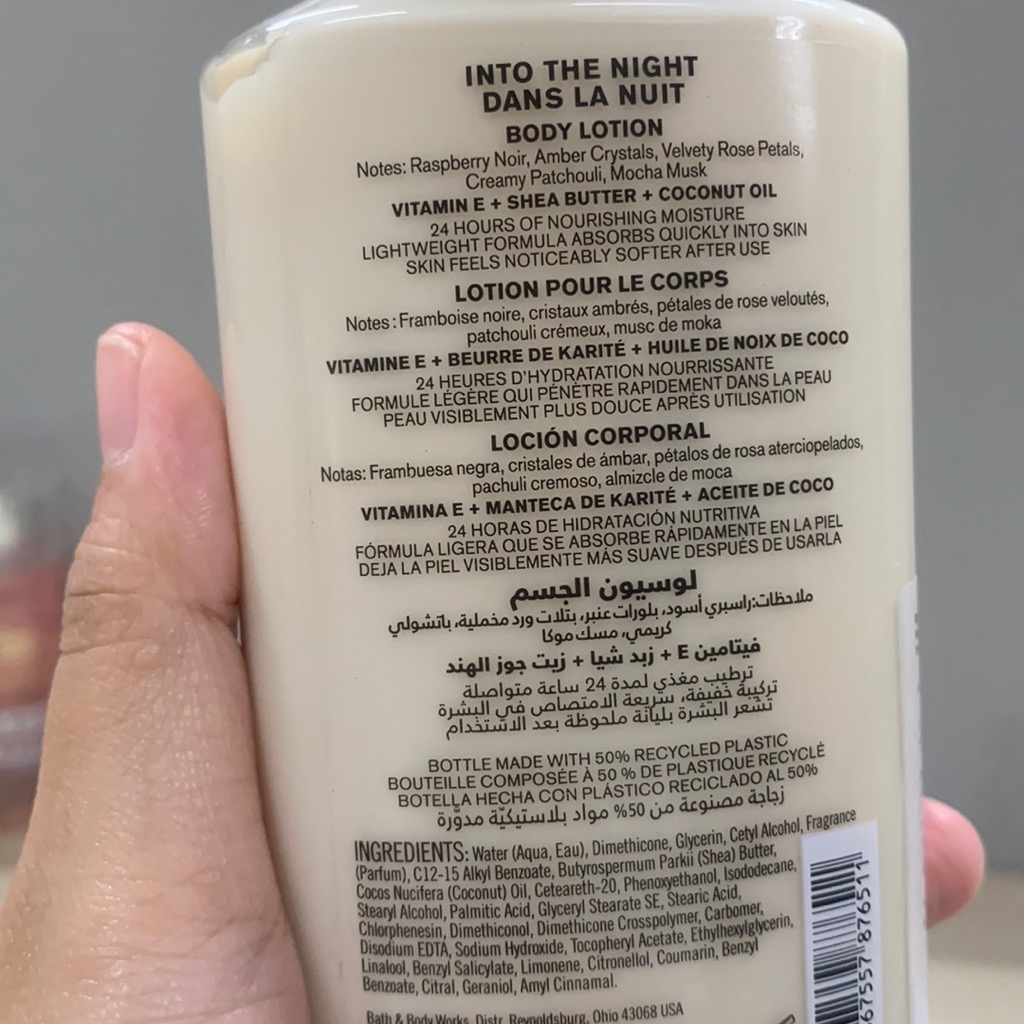 INTO THE NIGHT
DANS LA NUIT
BODY LOTION
Notes: Raspberry Noir, Amber Crystals, Velvety Rose Petals,
Creamy Patchouli, Mocha Musk
VITAMIN E + SHEA BUTTER + COCONUT OIL
24 HOURS OF NOURISHING MOISTURE
LIGHTWEIGHT FORMULA ABSORBS QUICKLY INTO SKIN
SKIN FEELS NOTICEABLY SOFTER AFTER USE
LOTION POUR LE CORPS
Notes : Framboise noire, cristaux ambrés, pétales de rose veloutés,
patchouli crémeux, musc de moka
VITAMINE E + BEURRE DE KARITÉ + HUILE DE NOIX DE COCO
24 HEURES D'HYDRATATION NOURRISSANTE
FORMULE LÉGÈRE QUI PÉNÈTRE RAPIDEMENT DANS LA PEAU
PEAU VISIBLEMENT PLUS DOUCE APRÈS UTILISATION
LOCIÓN CORPORAL
Notas: Frambuesa negra, cristales de ámbar, pétalos de rosa aterciopelados,
pachuli cremoso, almizcle de moca
VITAMINA E + MANTECA DE KARITÉ + ACEITE DE COCO
24 HORAS DE HIDRATACIÓN NUTRITIVA
FÓRMULA LIGERA QUE SE ABSORBE RÁPIDAMENTE EN LA PIEL
DEJA LA PIEL VISIBLEMENTE MÁS SUAVE DESPUÉS DE USARLA
لوسيون الجسم
ملاحظات:راسبري أسود، بلورات عنبر، بتلات ورد مخملية، باتشولي
كريمي، مسك موكا
فيتامين E + زبد شيا + زيت جوز الهند
ترطيب مغذي لمدة 24 ساعة متواصلة
تركيبة خفيفة، سريعة الامتصاص في البشرة
تشعر البشرة بليانة ملحوظة بعد الاستخدام
BOTTLE MADE WITH 50% RECYCLED PLASTIC
BOUTEILLE COMPOSÉE À 50 % DE PLASTIQUE RECYCLÉ
BOTELLA HECHA CON PLÁSTICO RECICLADO AL 50%
زجاجة مصنوعة من 50% مواد بلاستيكيّة مدوّرة
INGREDIENTS: Water (Aqua, Eau), Dimethicone, Glycerin, Cetyl Alcohol, Fragrance
(Parfum), C12-15 Alkyl Benzoate, Butyrospermum Parkii (Shea) Butter,
Cocos Nucifera (Coconut) Oil, Ceteareth-20, Phenoxyethanol, Isododecane,
Stearyl Alcohol, Palmitic Acid, Glyceryl Stearate SE, Stearic Acid,
Chlorphenesin, Dimethiconol, Dimethicone Crosspolymer, Carbomer,
Disodium EDTA, Sodium Hydroxide, Tocopheryl Acetate, Ethylhexylglycerin,
Linalool, Benzyl Salicylate, Limonene, Citronellol, Coumarin, Benzyl
Benzoate, Citral, Geraniol, Amyl Cinnamal.
Bath & Body Works, Distr. Reynoldsburg, Ohio 43068 USA
67557 876511